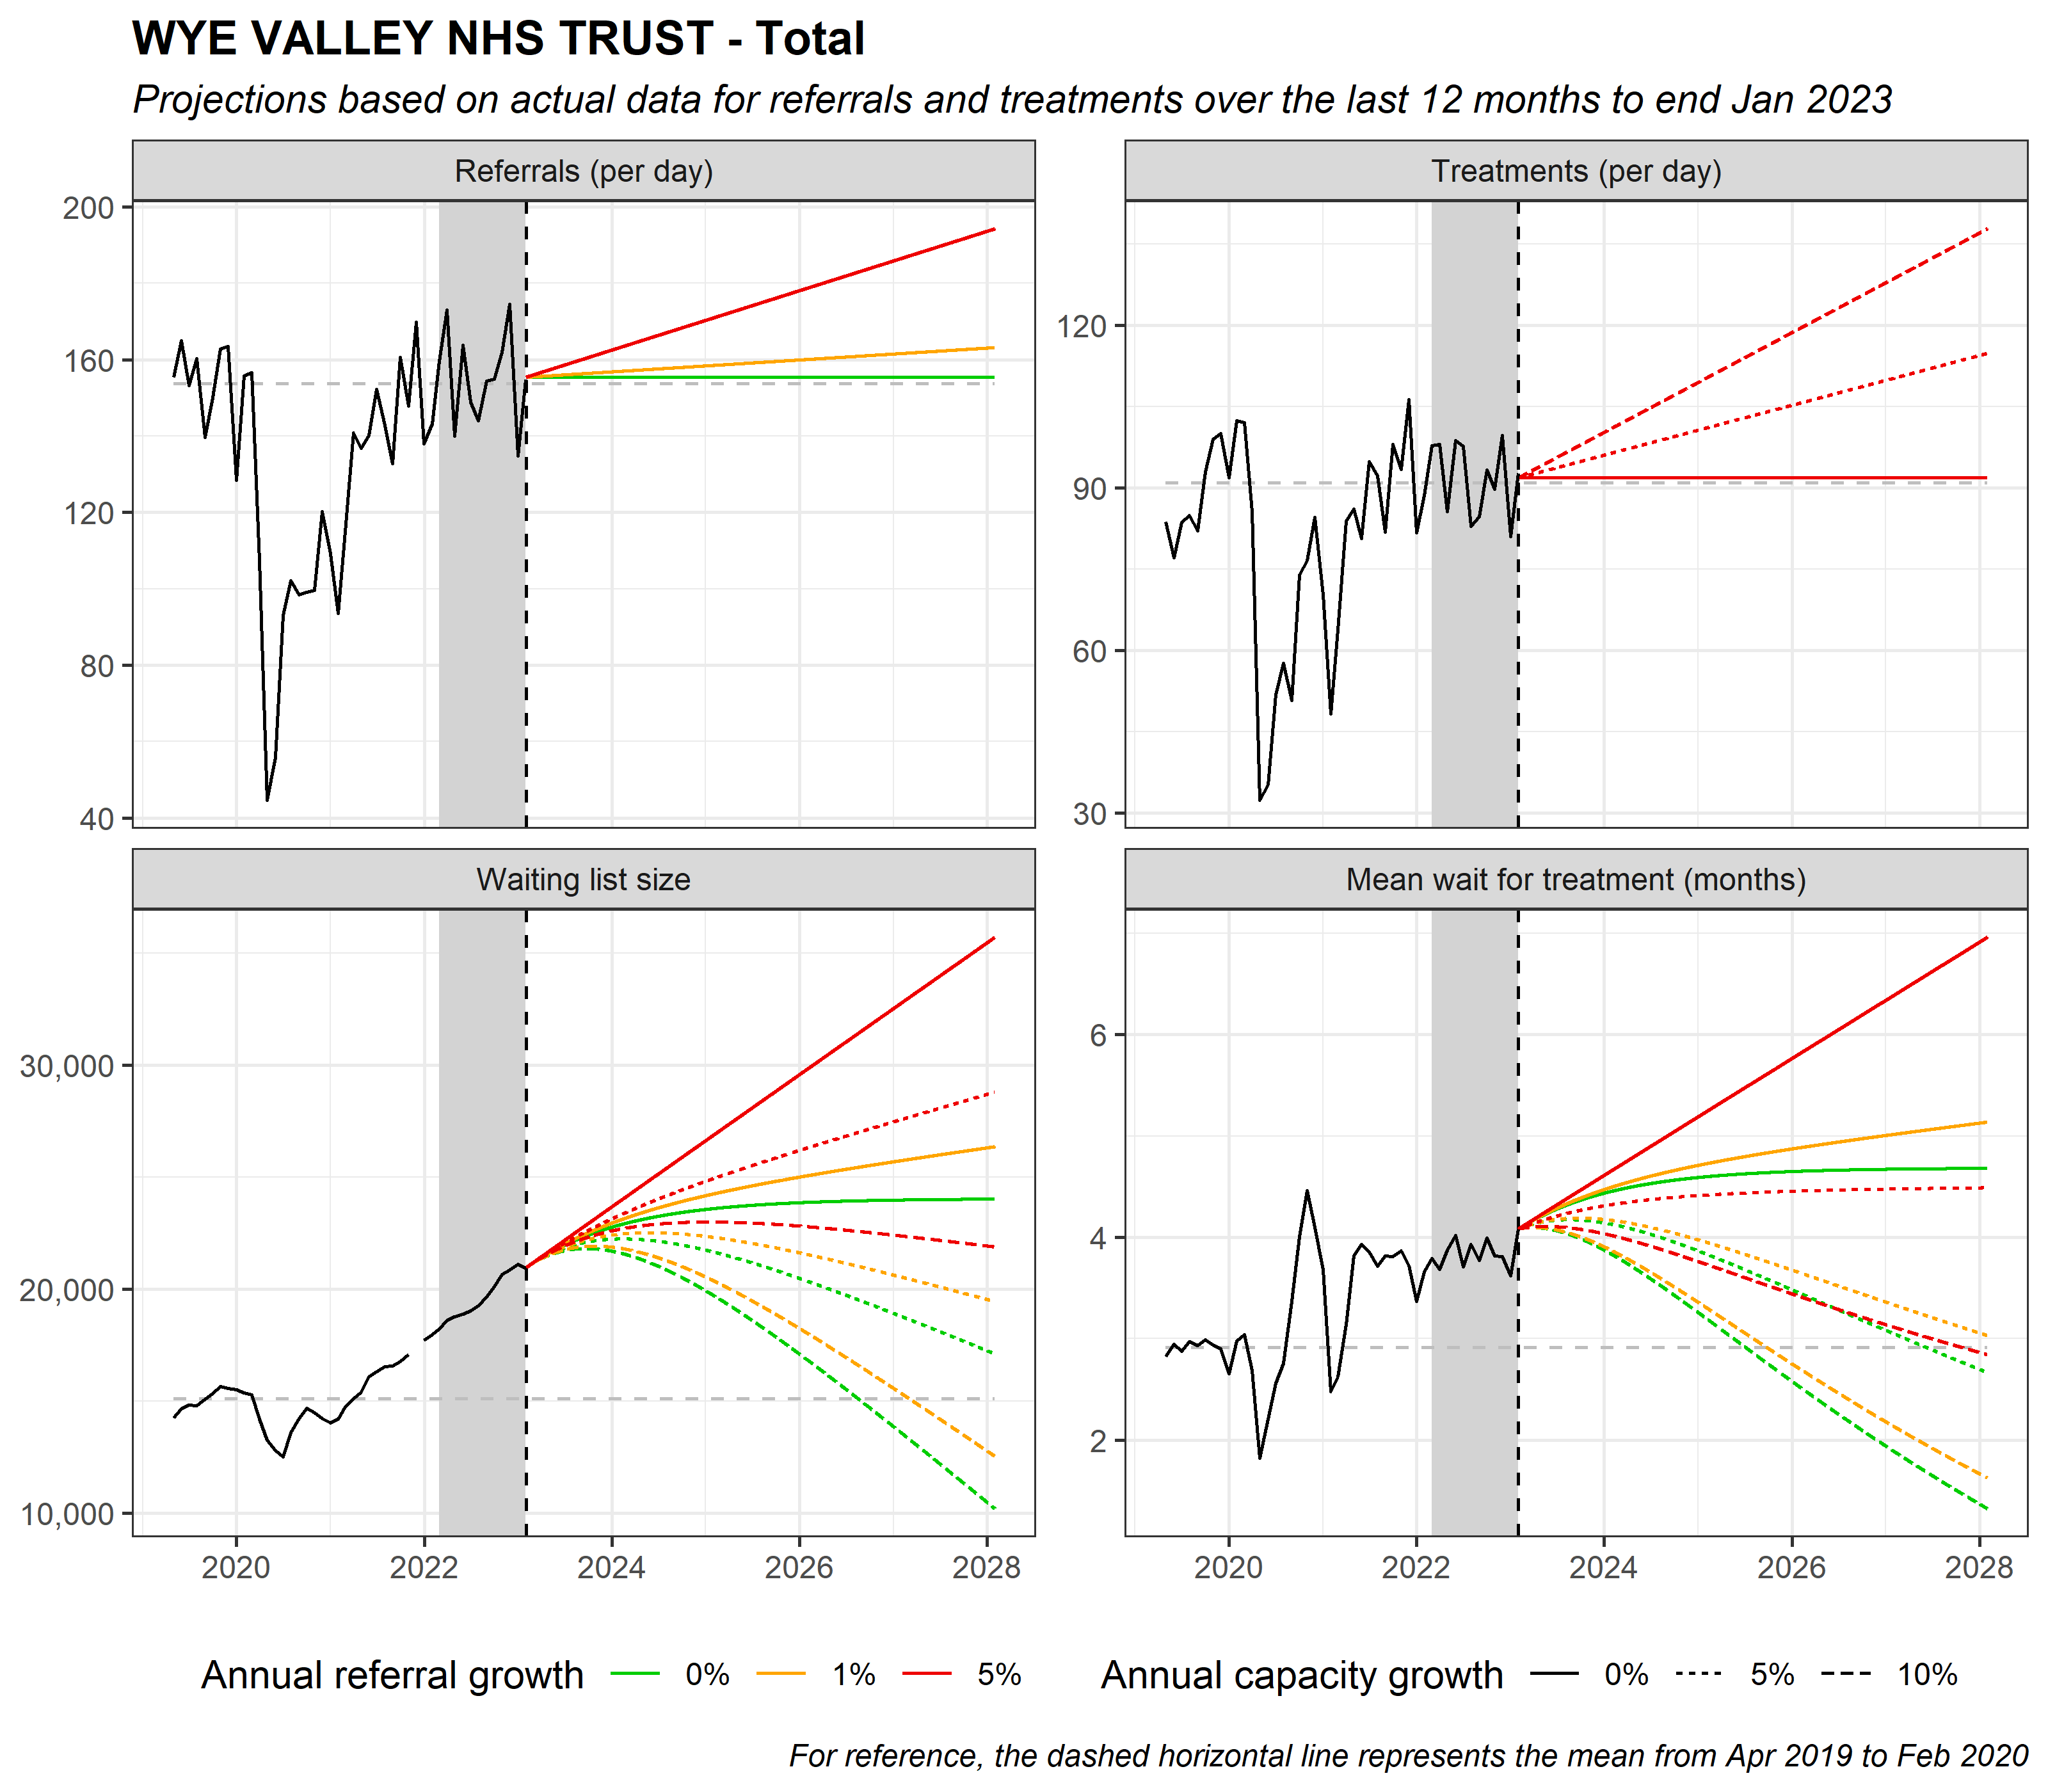 WYE VALLEY NHS TRUST - Total
Projections based on actual data for referrals and treatments over the last 12 months to end Jan 2023
Referrals (per day)
200
160
120
80
40
Treatments (per day)
120
90
60
30
Waiting list size
30,000
20,000
10,000
2020 2022 2024 2026 2028
Mean wait for treatment (months)
6
4
2
2020 2022 2024 2026 2028
Annual referral growth 0% 1% 5%
Annual capacity growth 0% 5% 10%
For reference, the dashed horizontal line represents the mean from Apr 2019 to Feb 2020